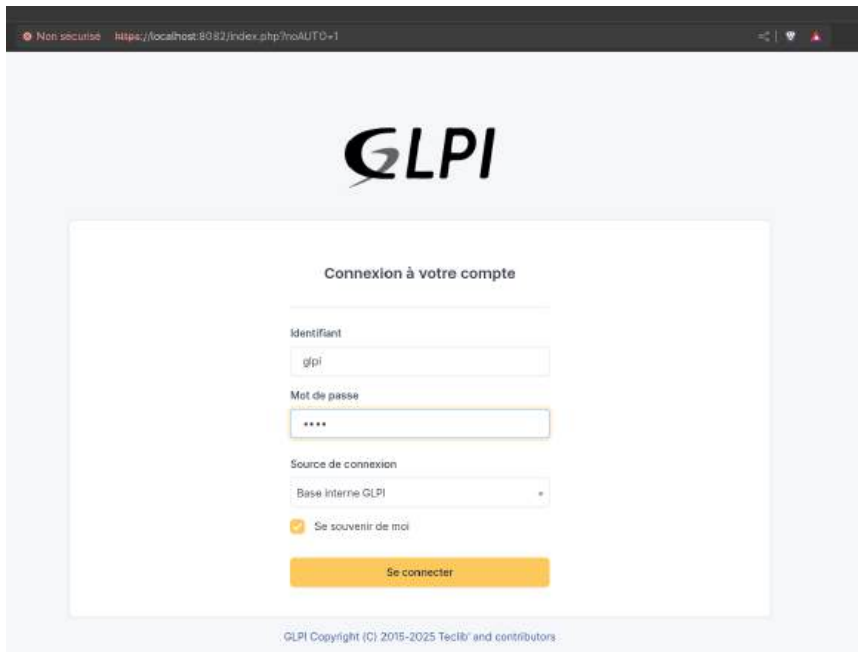 Non sécurisé https://localhost:8082/index.php?noAUTO=1
GLPI
Connexion à votre compte
Identifiant
glpi
Mot de passe
••••
Source de connexion
Base interne GLPI
Se souvenir de moi
Se connecter
GLPI Copyright (C) 2015-2025 Teclib' and contributors